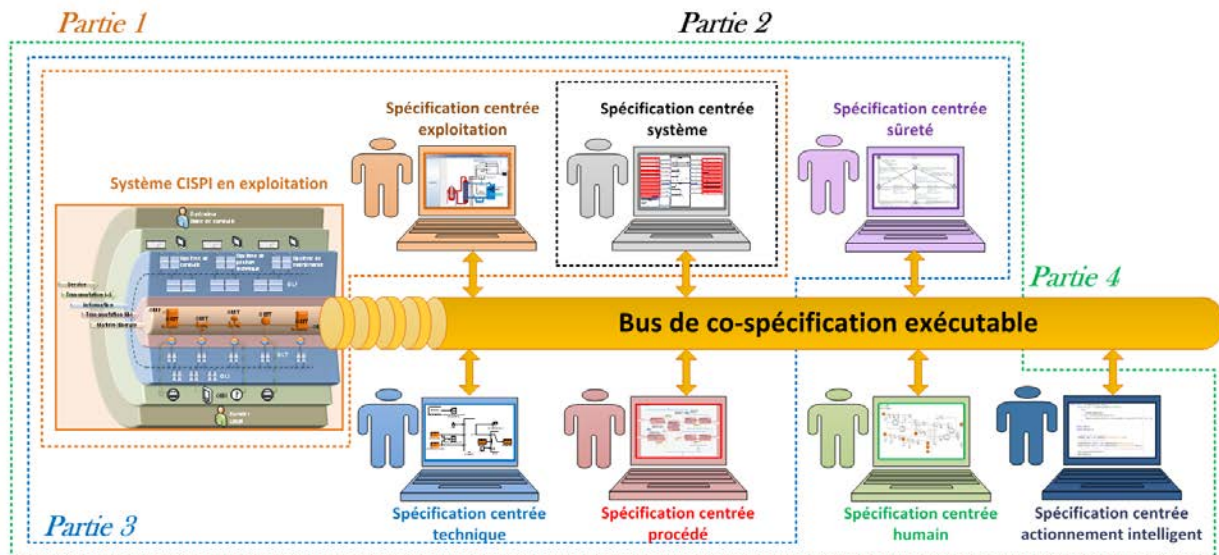 Partie 1
Partie 2
Spécification centrée
exploitation
Spécification centrée
système
Spécification centrée
sûreté
Système CISPI en exploitation
Partie 4
Bus de co-spécification exécutable
Spécification centrée
technique
Spécification centrée
procédé
Spécification centrée
humain
Spécification centrée
actionnement intelligent
Partie 3